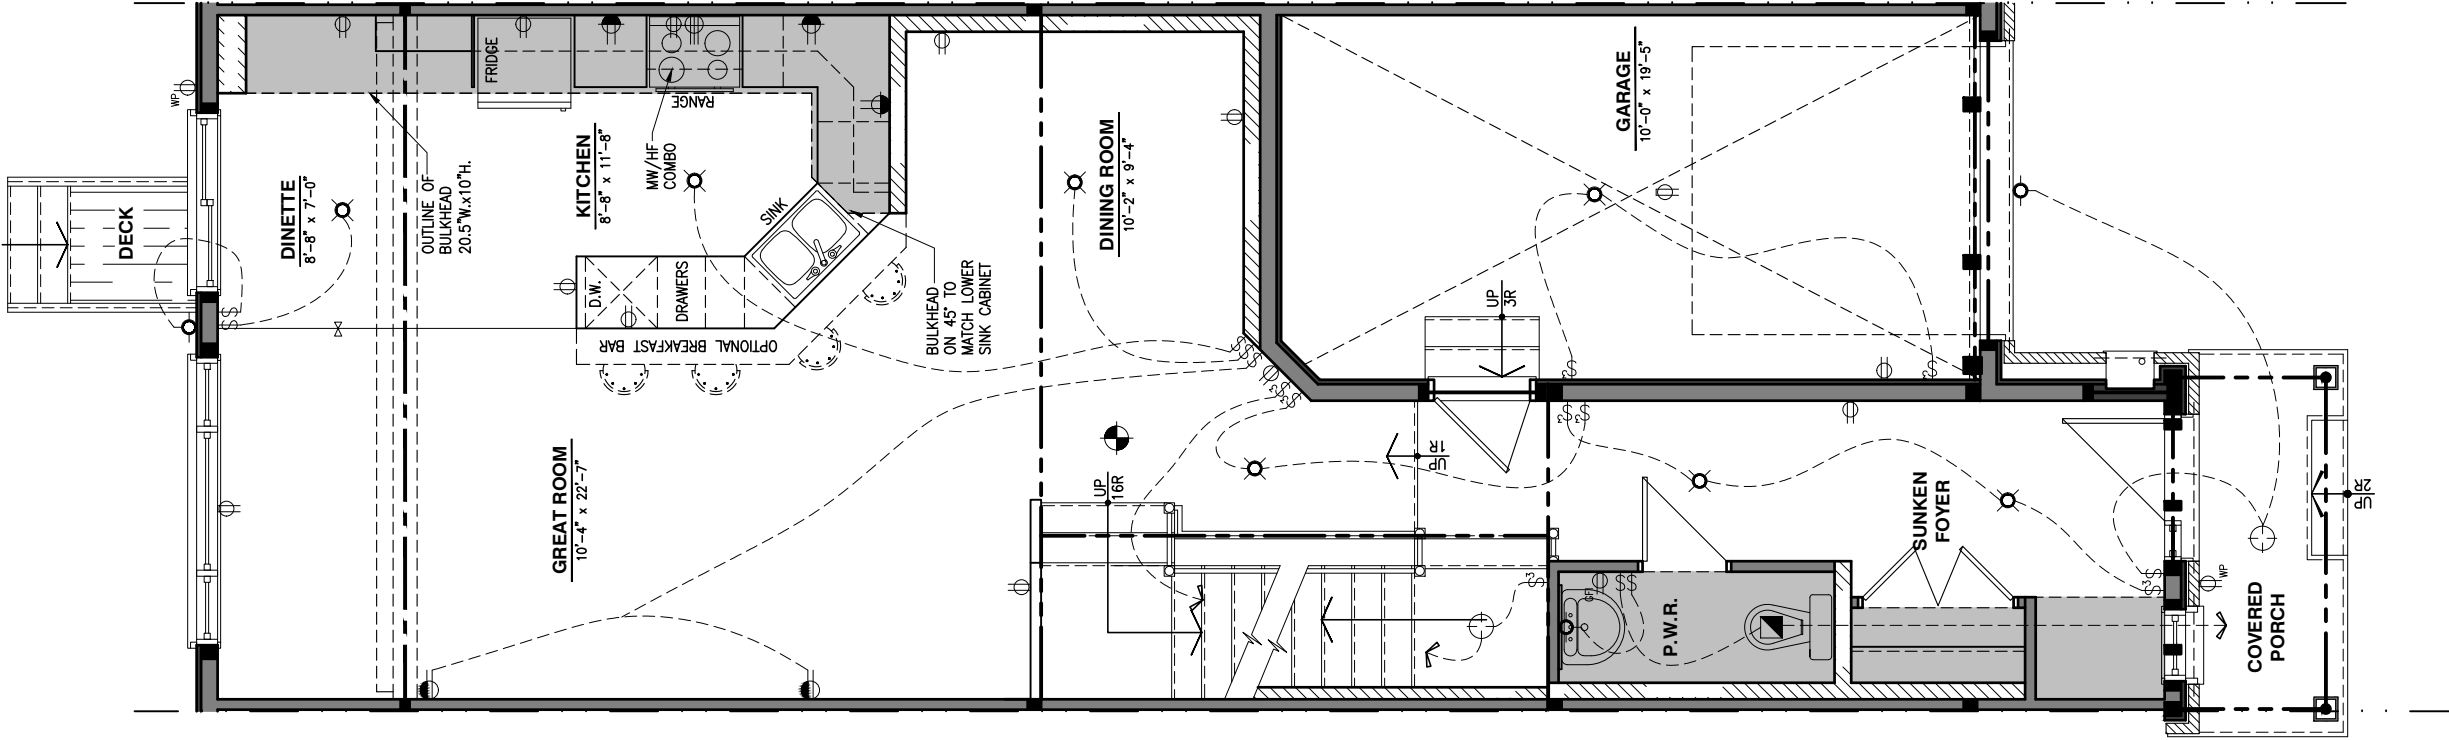 DECK
DINETTE
8'-8" x 7'-0"
WP
OUTLINE OF
BULKHEAD
20.5"W.x10"H.
FRIDGE
KITCHEN
8'-8" x 11'-8"
MW/HF
COMBO
RANGE
SINK
D.W.
DRAWERS
OPTIONAL BREAKFAST BAR
BULKHEAD
ON 45° TO
MATCH LOWER
SINK CABINET
GREAT ROOM
10'-4" x 22'-7"
DINING ROOM
10'-2" x 9'-4"
UP
16R
UP
1R
UP
3R
GARAGE
10'-0" x 19'-5"
GFI
P.W.R.
SUNKEN
FOYER
WP
COVERED
PORCH
UP
2R